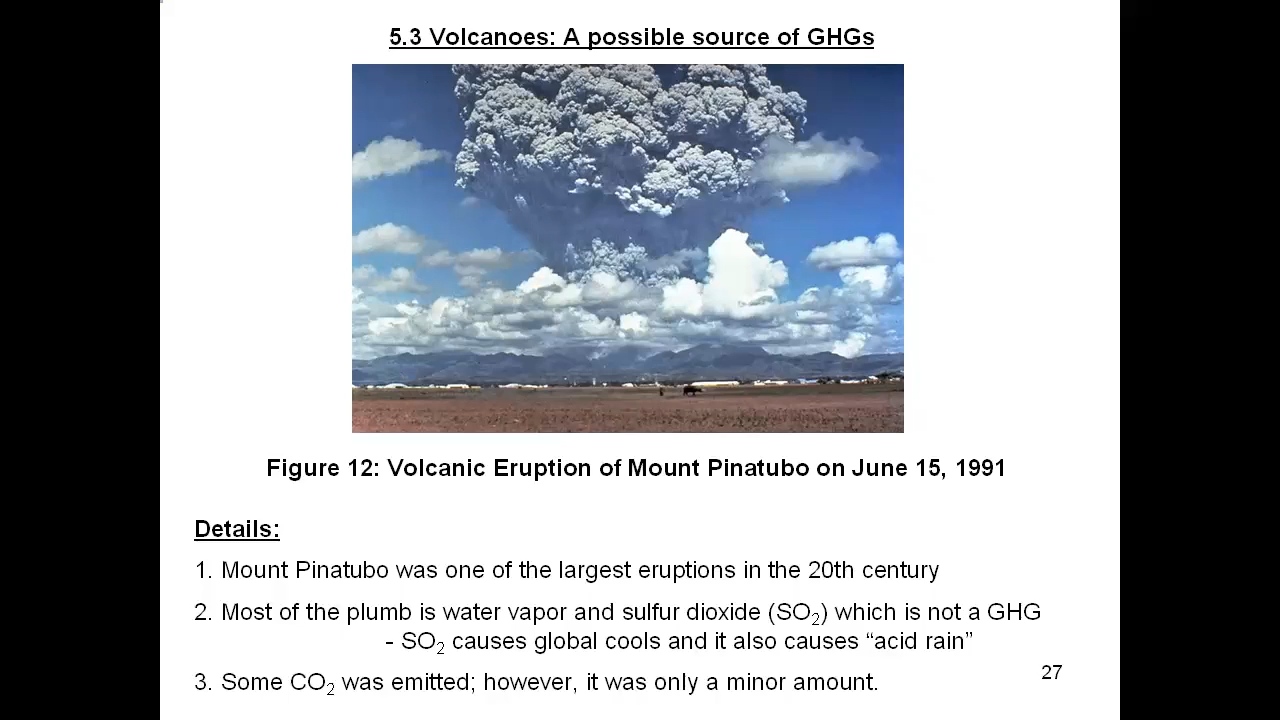 5.3 Volcanoes: A possible source of GHGs
Figure 12: Volcanic Eruption of Mount Pinatubo on June 15, 1991
Details:
1. Mount Pinatubo was one of the largest eruptions in the 20th century
2. Most of the plumb is water vapor and sulfur dioxide (SO₂) which is not a GHG
- SO₂ causes global cools and it also causes “acid rain”
3. Some CO₂ was emitted; however, it was only a minor amount.
27